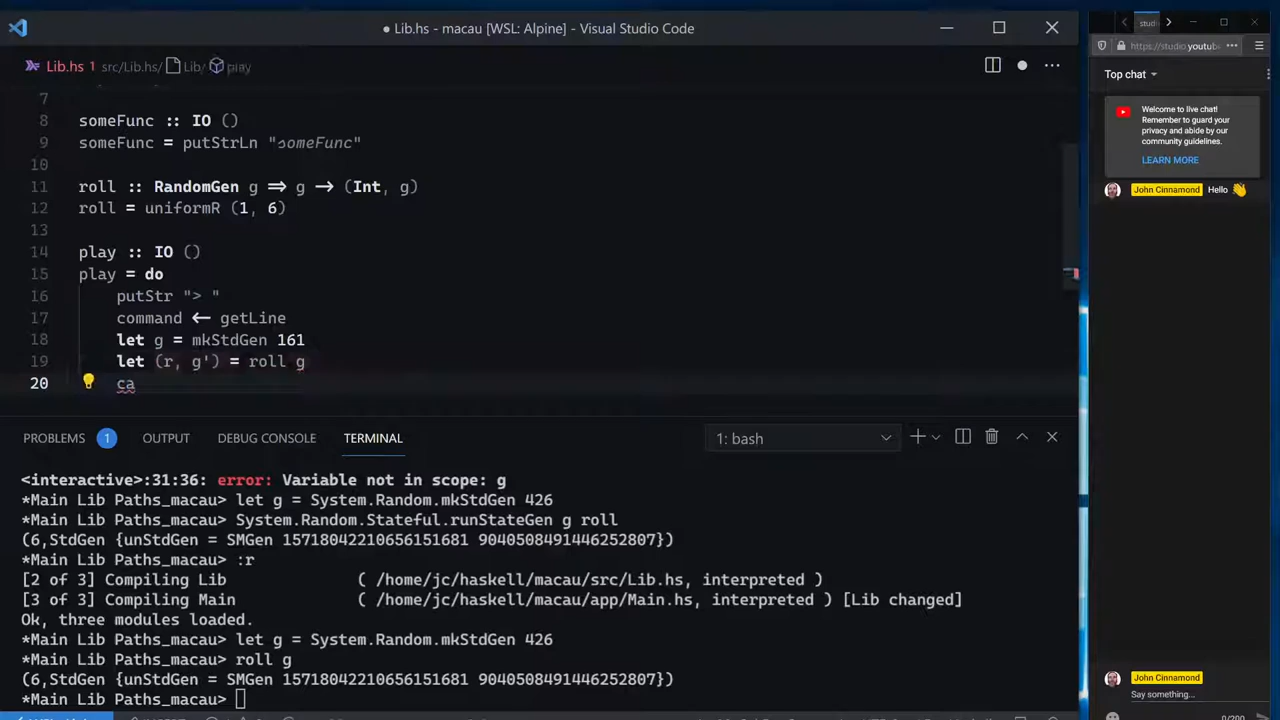 ● Lib.hs - macau [WSL: Alpine] - Visual Studio Code
Lib.hs 1 src/Lib.hs/ Lib/ play
7
8 someFunc :: IO ()
9 someFunc = putStrLn "someFunc"
10
11 roll :: RandomGen g ⇒ g → (Int, g)
12 roll = uniformR (1, 6)
13
14 play :: IO ()
15 play = do
16 putStr "> "
17 command ← getLine
18 let g = mkStdGen 161
19 let (r, g') = roll g
20 ca
PROBLEMS 1 OUTPUT DEBUG CONSOLE TERMINAL 1: bash
<interactive>:31:36: error: Variable not in scope: g
*Main Lib Paths_macau> let g = System.Random.mkStdGen 426
*Main Lib Paths_macau> System.Random.Stateful.runStateGen g roll
(6,StdGen {unStdGen = SMGen 15718042210656151681 9040508491446252807})
*Main Lib Paths_macau> :r
[2 of 3] Compiling Lib ( /home/jc/haskell/macau/src/Lib.hs, interpreted )
[3 of 3] Compiling Main ( /home/jc/haskell/macau/app/Main.hs, interpreted ) [Lib changed]
Ok, three modules loaded.
*Main Lib Paths_macau> let g = System.Random.mkStdGen 426
*Main Lib Paths_macau> roll g
(6,StdGen {unStdGen = SMGen 15718042210656151681 9040508491446252807})
*Main Lib Paths_macau>
studi
https://studio.youtube
Top chat
Welcome to live chat!
Remember to guard your
privacy and abide by our
community guidelines.
LEARN MORE
John Cinnamond Hello 👋
John Cinnamond
Say something...
0/200